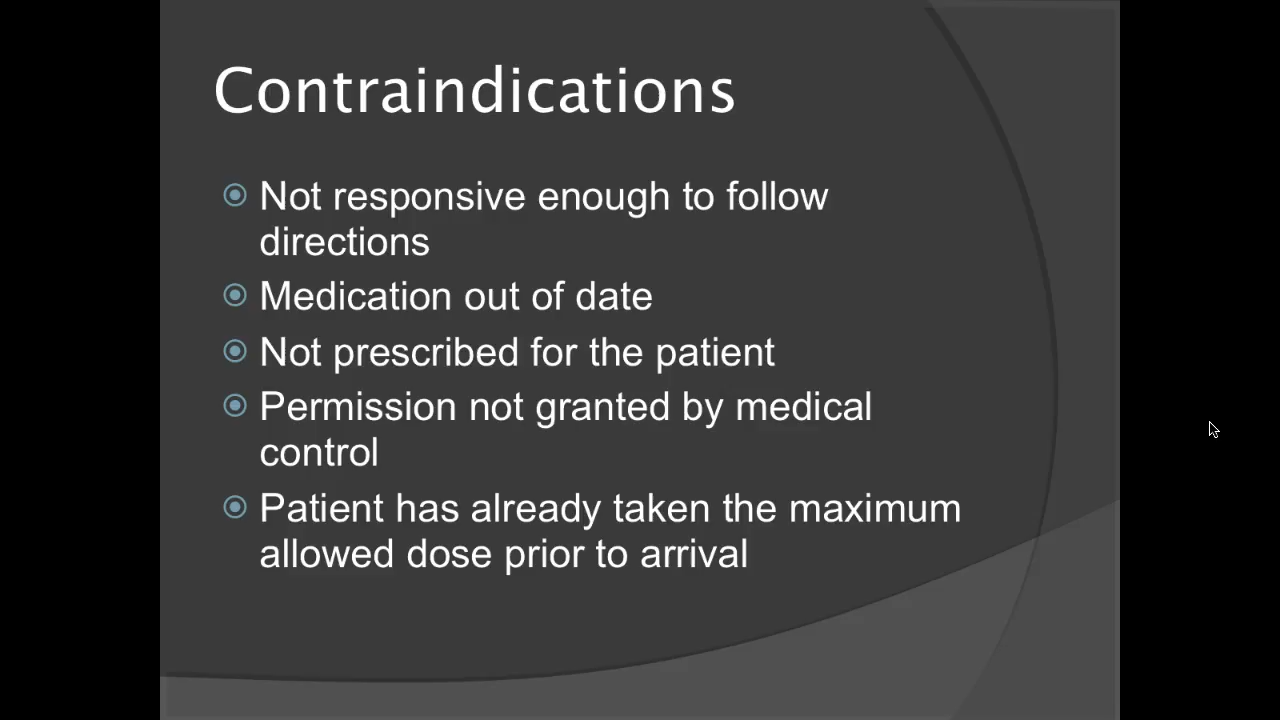 Contraindications
Not responsive enough to follow
directions
Medication out of date
Not prescribed for the patient
Permission not granted by medical
control
Patient has already taken the maximum
allowed dose prior to arrival